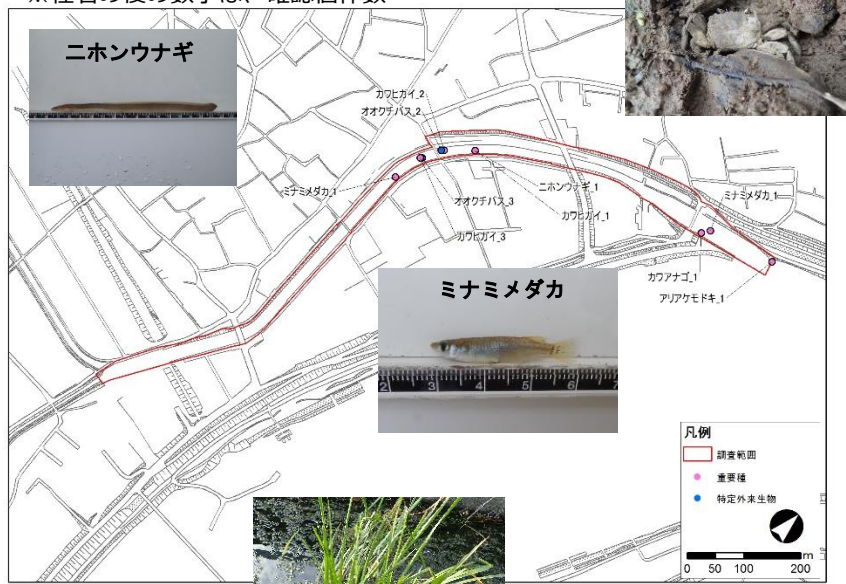 ※種名の後の数字は、確認個体数
ニホンウナギ
カワヒガイ_2
オオクチバス_2
ミナミメダカ_1
オオクチバス_3
カワヒガイ_3
ニホンウナギ_1
カワヒガイ_1
ミナミメダカ_1
カワアナゴ_1
アリアケモドキ_1
ミナミメダカ
2 3 4 5 6 7
凡例
調査範囲
重要種
特定外来生物
0 50 100 200
m